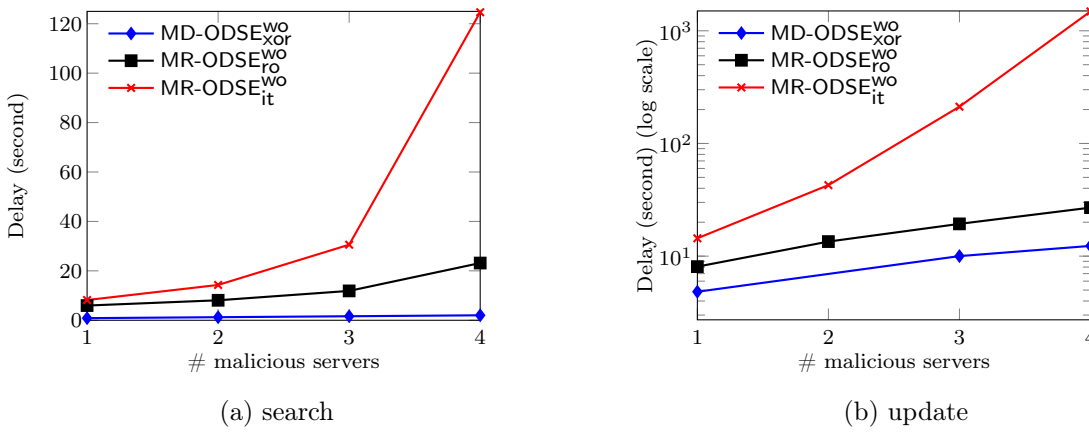 MD-ODSE^wo_xor
MR-ODSE^wo_ro
MR-ODSE^wo_it
120
100
80
60
40
20
0
Delay (second)
1 2 3 4
# malicious servers
(a) search
MD-ODSE^wo_xor
MR-ODSE^wo_ro
MR-ODSE^wo_it
10^3
10^2
10^1
Delay (second) (log scale)
1 2 3 4
# malicious servers
(b) update